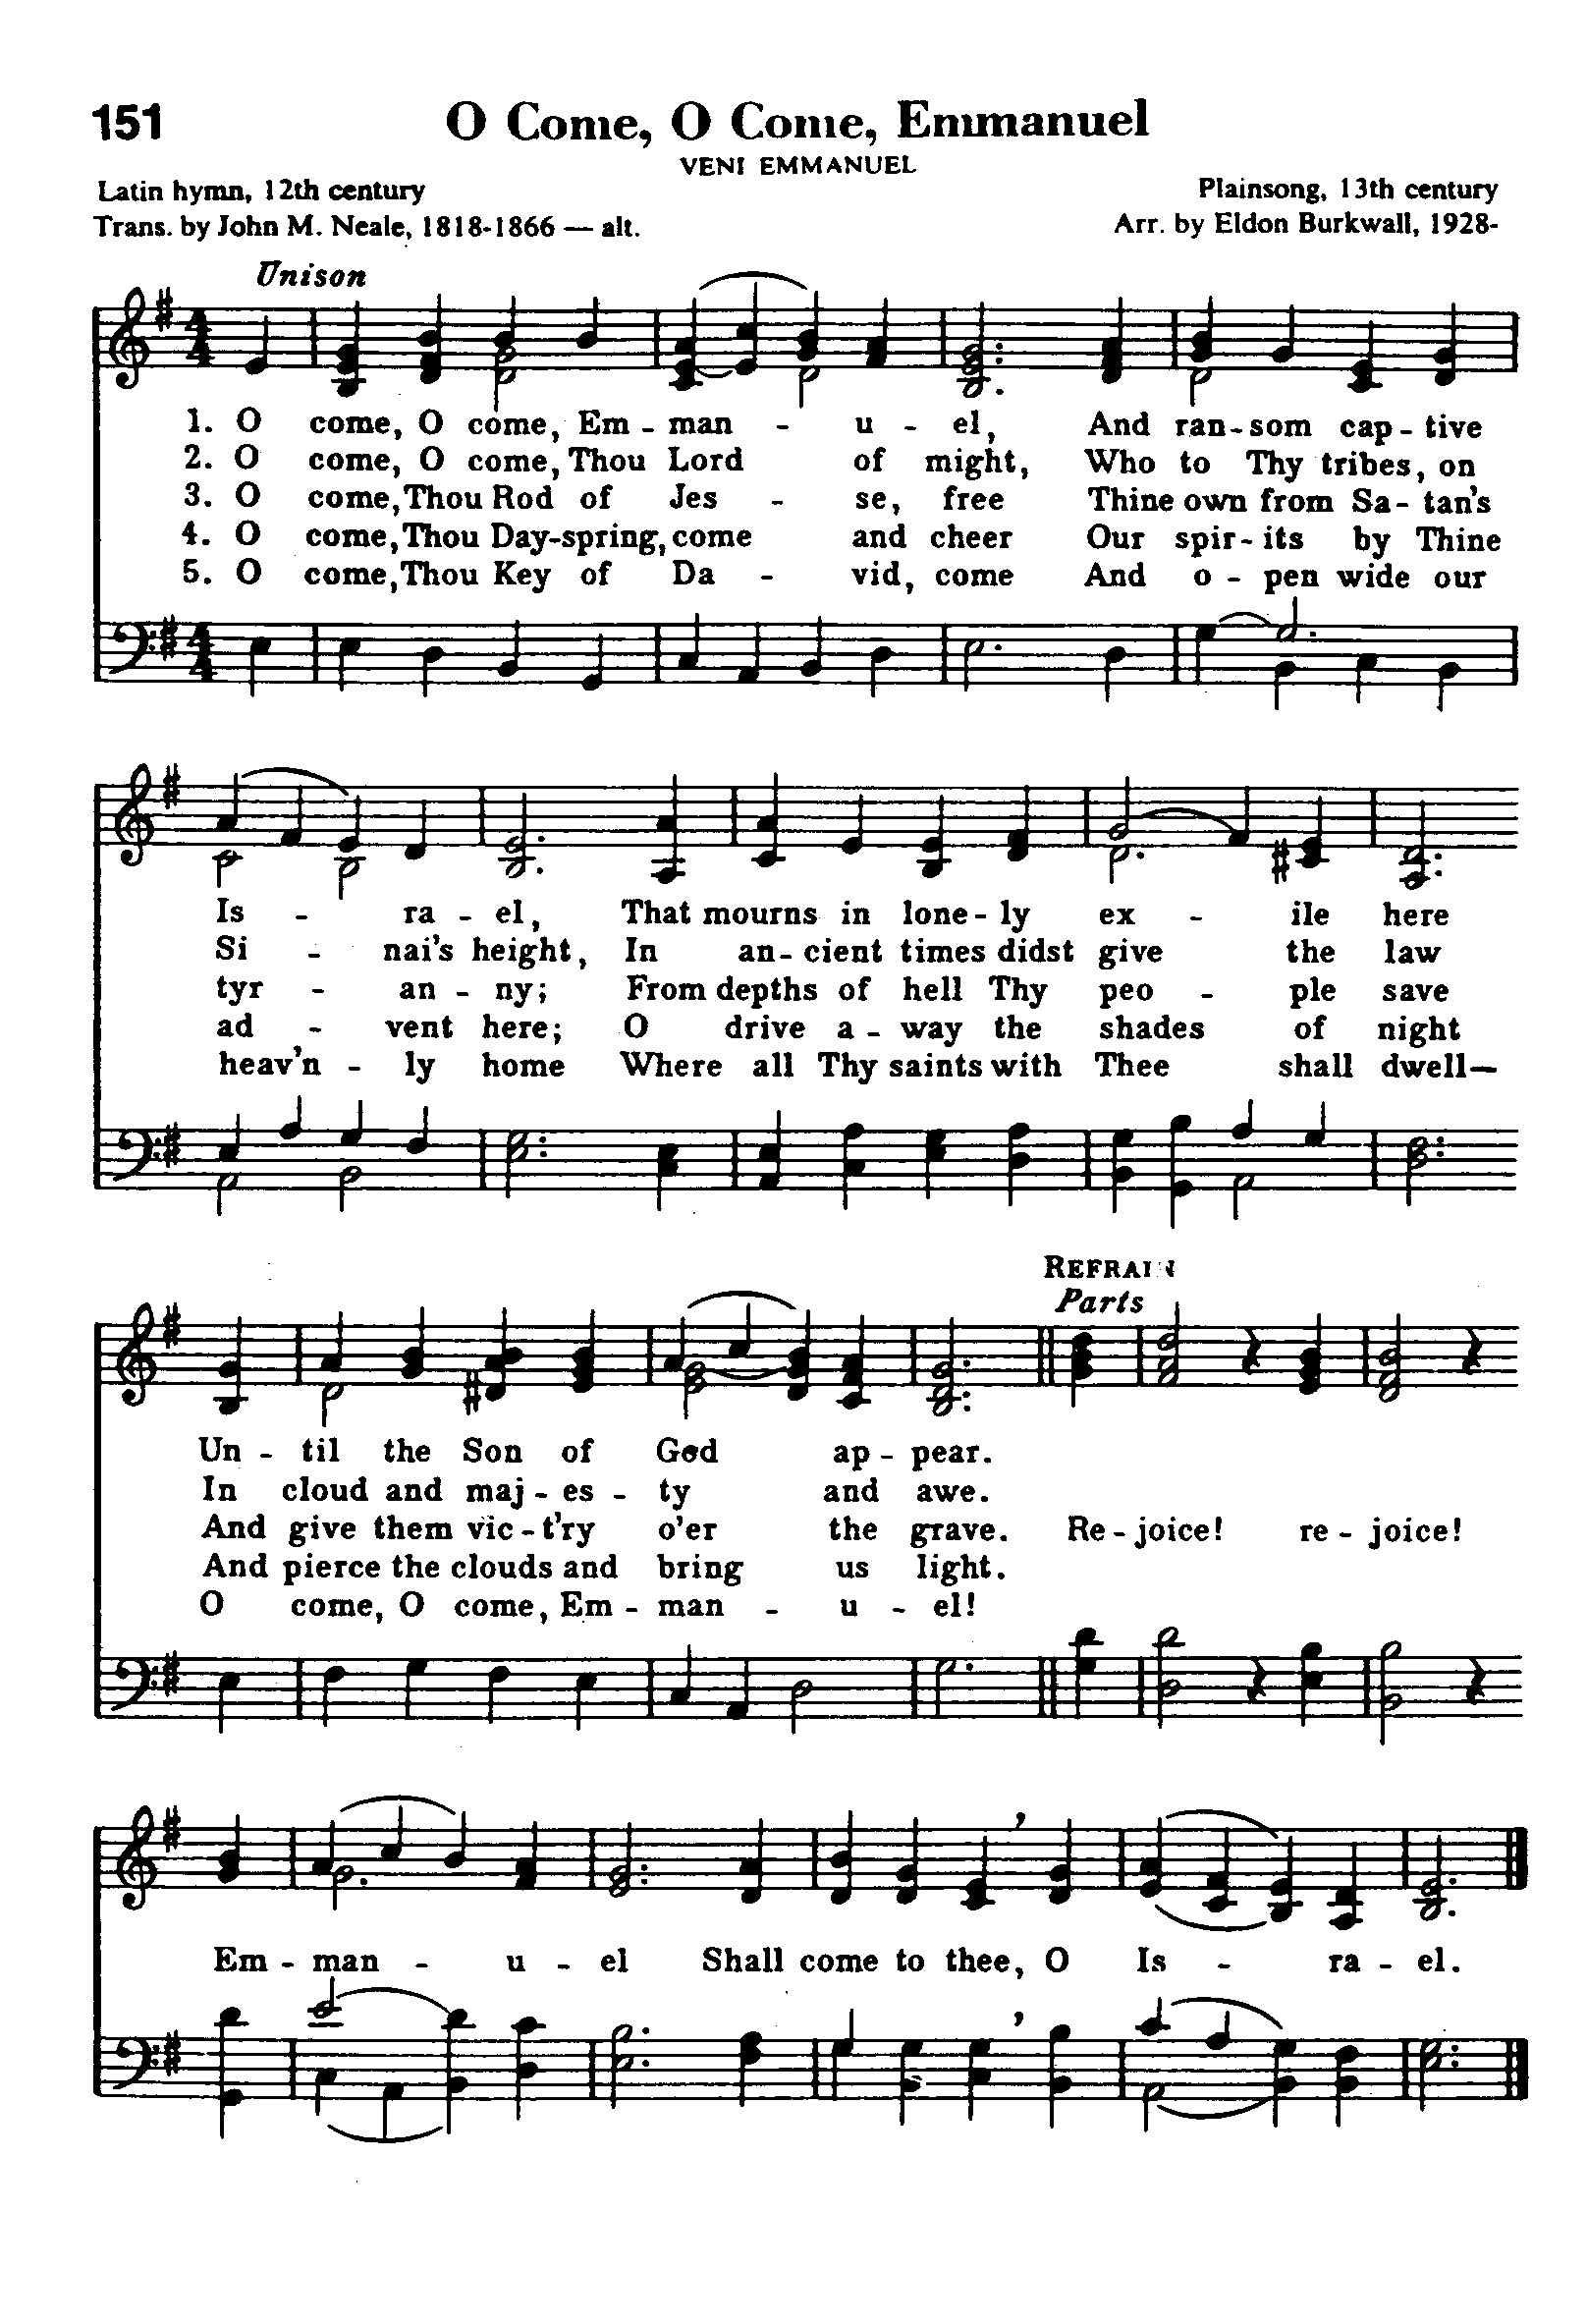 151
O Come, O Come, Emmanuel
VENI EMMANUEL
Latin hymn, 12th century
Plainsong, 13th century
Trans. by John M. Neale, 1818-1866 — alt.
Arr. by Eldon Burkwall, 1928-
Unison
4 4
1. O come, O come, Em - man - u - el, And ran - som cap - tive
2. O come, O come, Thou Lord of might, Who to Thy tribes, on
3. O come, Thou Rod of Jes - se, free Thine own from Sa - tan's
4. O come, Thou Day-spring, come and cheer Our spir - its by Thine
5. O come, Thou Key of Da - vid, come And o - pen wide our
4 4
Is - ra - el, That mourns in lone - ly ex - ile here
Si - nai's height, In an - cient times didst give the law
tyr - an - ny; From depths of hell Thy peo - ple save
ad - vent here; O drive a - way the shades of night
heav'n - ly home Where all Thy saints with Thee shall dwell—
REFRAIN
Parts
Un - til the Son of God ap - pear.
In cloud and maj - es - ty and awe.
And give them vic - t'ry o'er the grave. Re - joice! re - joice!
And pierce the clouds and bring us light.
O come, O come, Em - man - u - el!
Em - man - u - el Shall come to thee, O Is - ra - el.